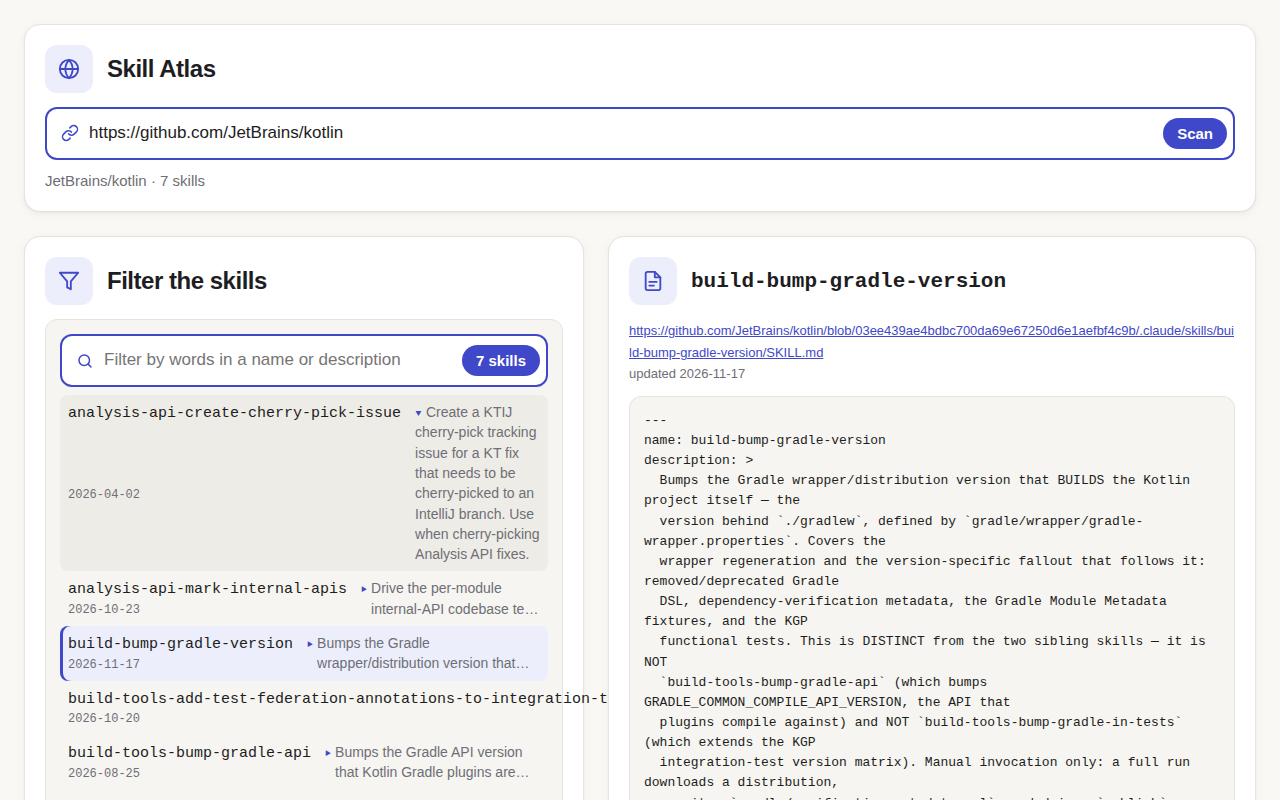 Skill Atlas
https://github.com/JetBrains/kotlin
Scan
JetBrains/kotlin · 7 skills
Filter the skills
Filter by words in a name or description
7 skills
analysis-api-create-cherry-pick-issue
2026-04-02
Create a KTIJ
cherry-pick tracking
issue for a KT fix
that needs to be
cherry-picked to an
IntelliJ branch. Use
when cherry-picking
Analysis API fixes.
analysis-api-mark-internal-apis
2026-10-23
Drive the per-module
internal-API codebase te…
build-bump-gradle-version
2026-11-17
Bumps the Gradle
wrapper/distribution version that…
build-tools-add-test-federation-annotations-to-integration-t
2026-10-20
build-tools-bump-gradle-api
2026-08-25
Bumps the Gradle API version
that Kotlin Gradle plugins are…
build-bump-gradle-version
https://github.com/JetBrains/kotlin/blob/03ee439ae4bdbc700da69e67250d6e1aefbf4c9b/.claude/skills/bui
ld-bump-gradle-version/SKILL.md
updated 2026-11-17
---
name: build-bump-gradle-version
description: >
Bumps the Gradle wrapper/distribution version that BUILDS the Kotlin
project itself — the
version behind `./gradlew`, defined by `gradle/wrapper/gradle-
wrapper.properties`. Covers the
wrapper regeneration and the version-specific fallout that follows it:
removed/deprecated Gradle
DSL, dependency-verification metadata, the Gradle Module Metadata
fixtures, and the KGP
functional tests. This is DISTINCT from the two sibling skills — it is
NOT
`build-tools-bump-gradle-api` (which bumps
GRADLE_COMMON_COMPILE_API_VERSION, the API that
plugins compile against) and NOT `build-tools-bump-gradle-in-tests`
(which extends the KGP
integration-test version matrix). Manual invocation only: a full run
downloads a distribution,